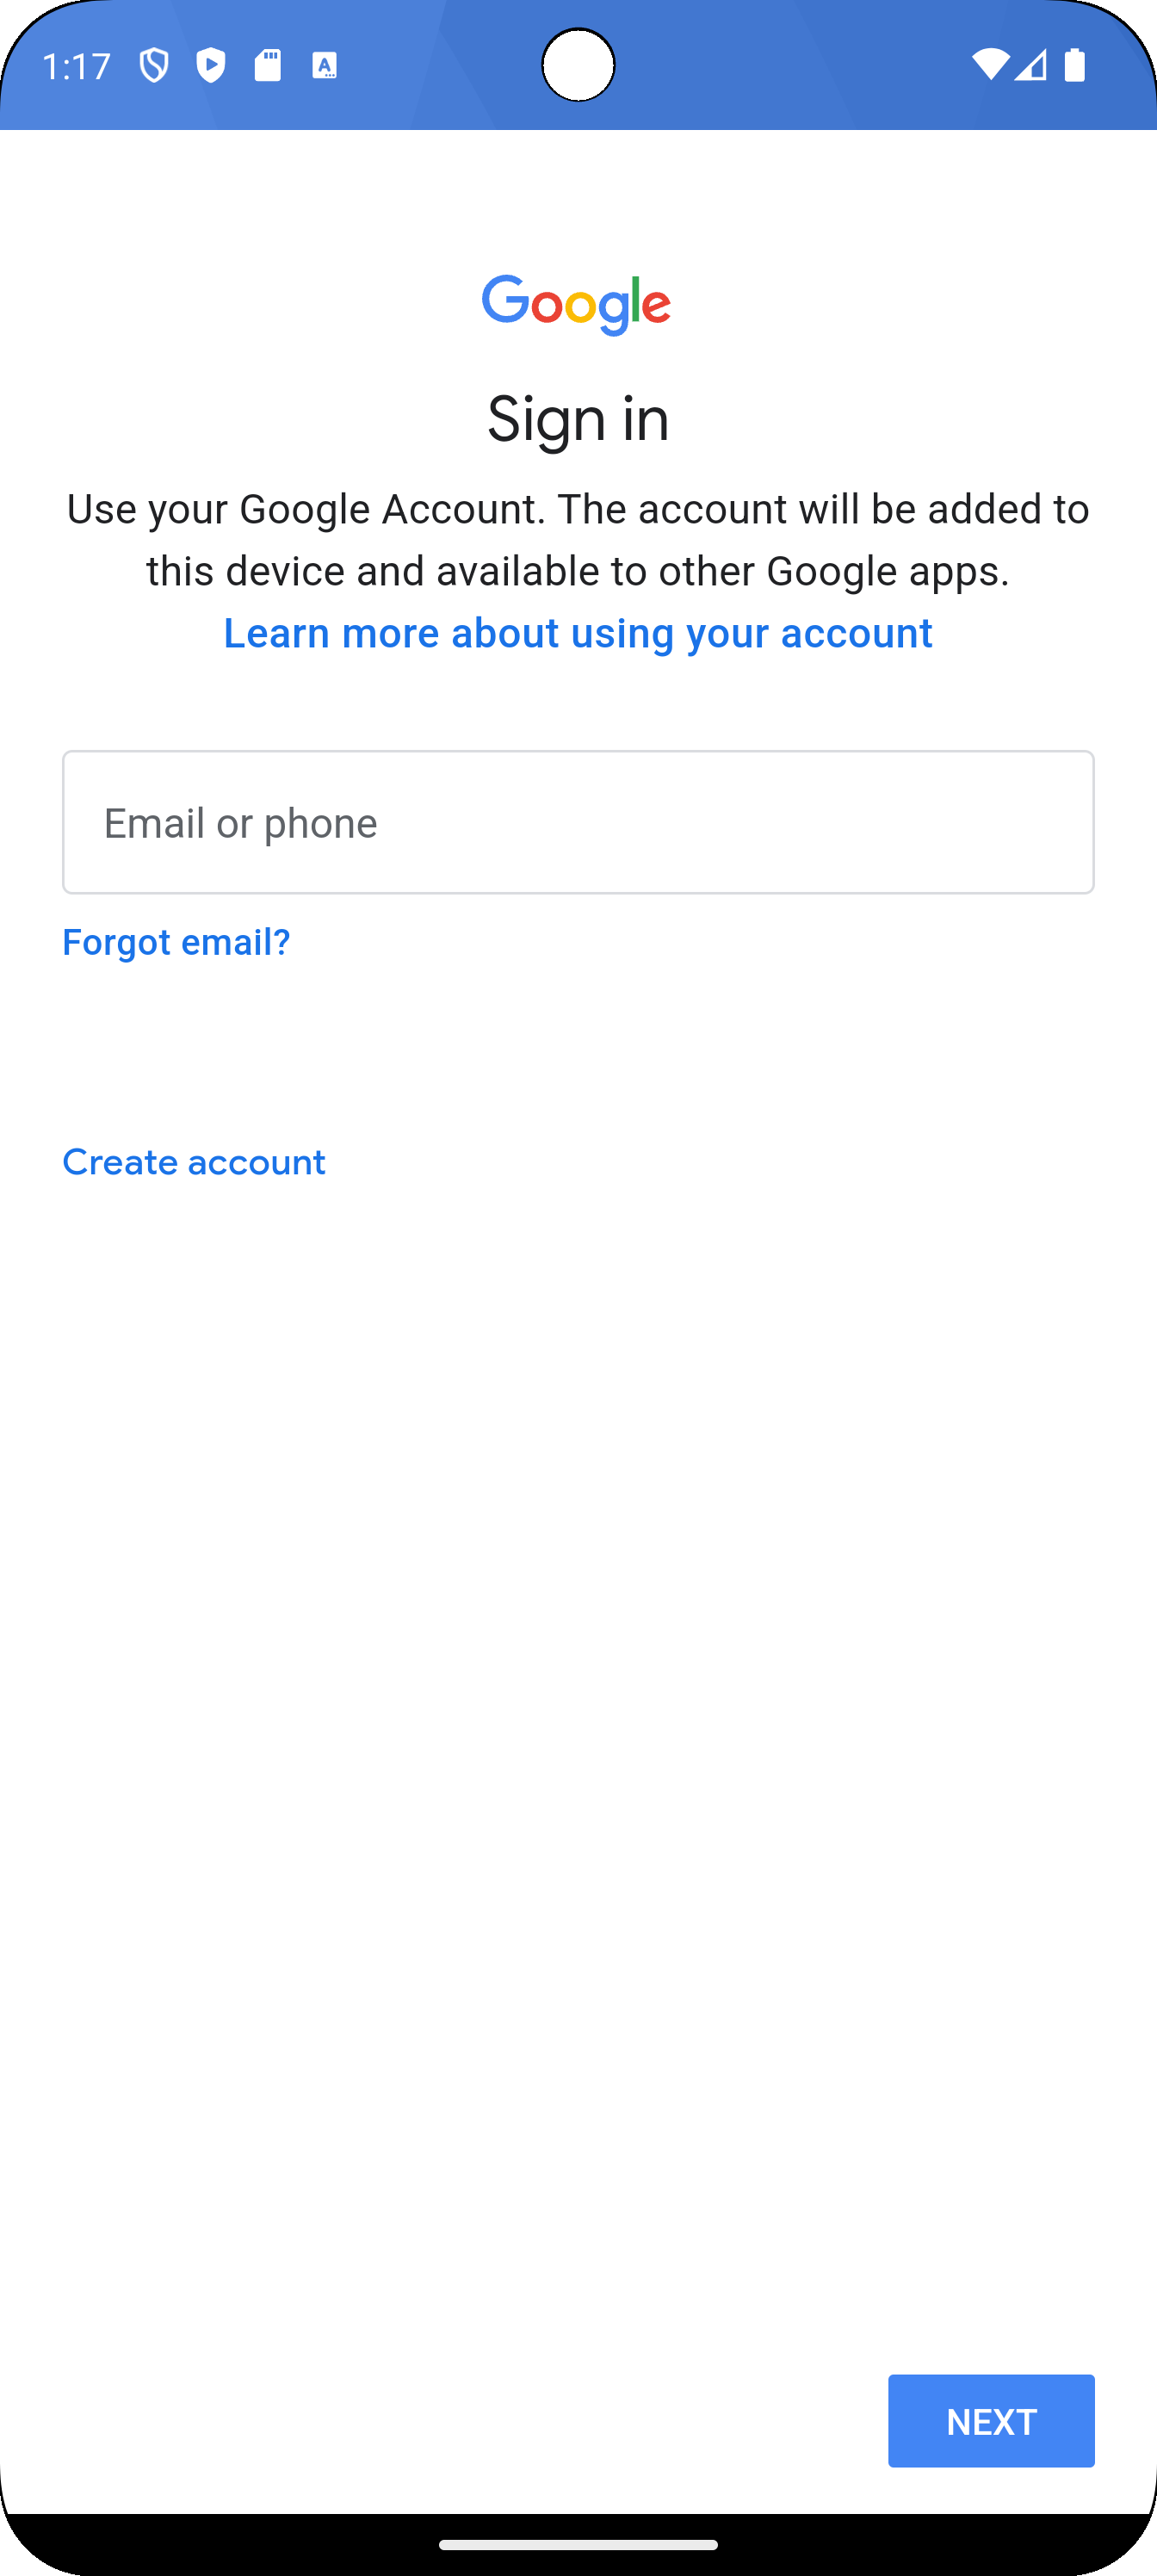 1:17
Google
Sign in
Use your Google Account. The account will be added to
this device and available to other Google apps.
Learn more about using your account
Email or phone
Forgot email?
Create account
NEXT